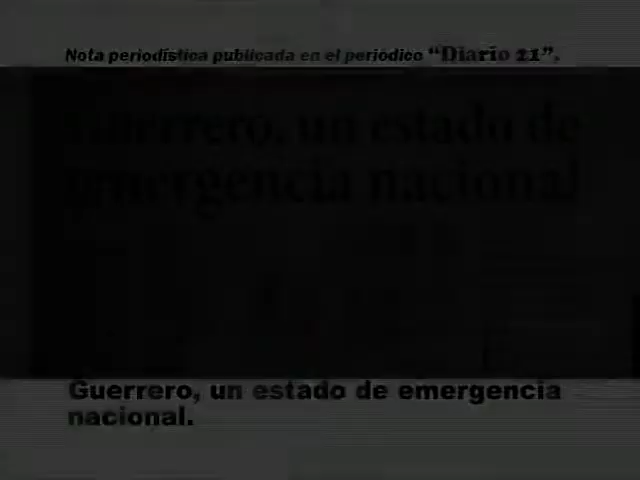 Nota periodística publicada en el periódico “Diario 21”.
Guerrero, un estado de
emergencia nacional
Guerrero, un estado de emergencia
nacional.